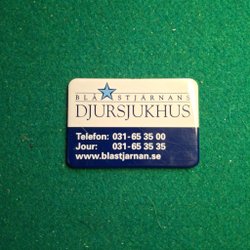 BLÅ STJÄRNANS
DJURSJUKHUS
Telefon: 031-65 35 00
Jour: 031-65 35 35
www.blastjarnan.se